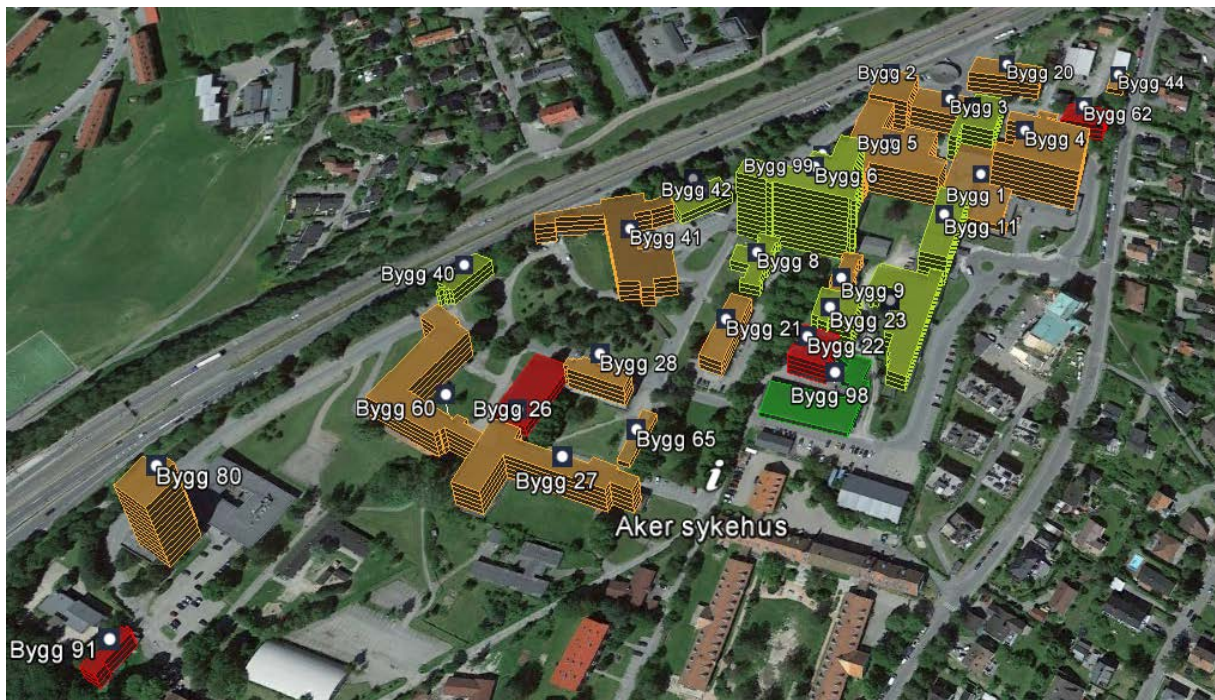 Bygg 2
Bygg 20
Bygg 44
Bygg 3
Bygg 62
Bygg 5
Bygg 4
Bygg 99
Bygg 6
Bygg 42
Bygg 1
Bygg 11
Bygg 41
Bygg 8
Bygg 40
Bygg 9
Bygg 23
Bygg 21
Bygg 22
Bygg 28
Bygg 98
Bygg 60
Bygg 26
Bygg 65
Bygg 80
Bygg 27
i
Aker sykehus
Bygg 91